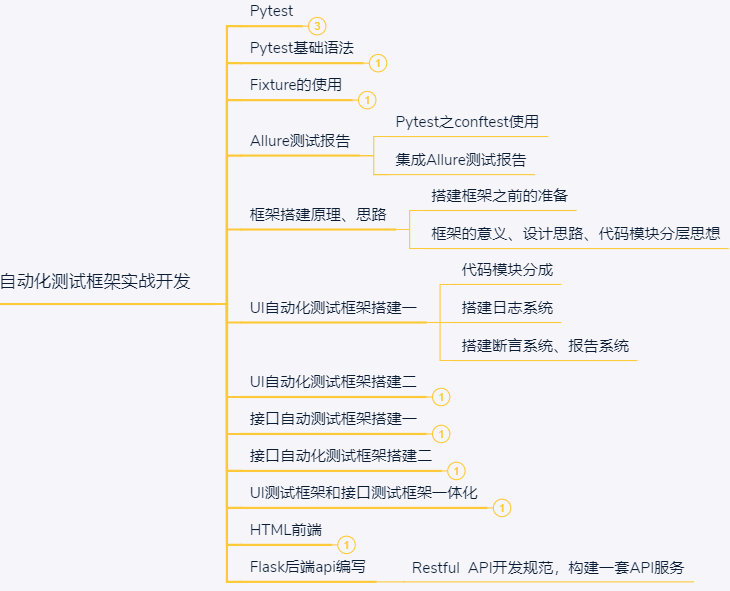 自动化测试框架实战开发
Pytest
3
Pytest基础语法
1
Fixture的使用
1
Allure测试报告
Pytest之conftest使用
集成Allure测试报告
框架搭建原理、思路
搭建框架之前的准备
框架的意义、设计思路、代码模块分层思想
UI自动化测试框架搭建一
代码模块分成
搭建日志系统
搭建断言系统、报告系统
UI自动化测试框架搭建二
1
接口自动测试框架搭建一
1
接口自动化测试框架搭建二
1
UI测试框架和接口测试框架一体化
1
HTML前端
1
Flask后端api编写
Restful API开发规范，构建一套API服务